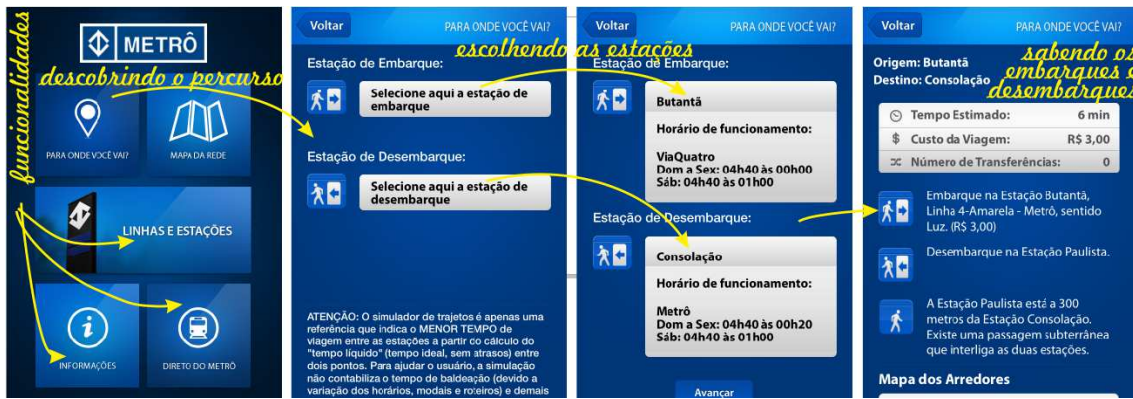 funcionalidades
METRÔ
descobrindo o percurso
PARA ONDE VOCÊ VAI?
MAPA DA REDE
LINHAS E ESTAÇÕES
INFORMAÇÕES
DIRETO DO METRÔ
Voltar
PARA ONDE VOCÊ VAI?
escolhendo as estações
Estação de Embarque:
Selecione aqui a estação de
embarque
Estação de Desembarque:
Selecione aqui a estação de
desembarque
ATENÇÃO: O simulador de trajetos é apenas uma
referência que indica o MENOR TEMPO de
viagem entre as estações a partir co cálculo do
"tempo líquido" (tempo ideal, sem atrasos) entre
dois pontos. Para ajudar o usuário, a simulação
não contabiliza o tempo de baldeação (devido a
variação dos horários, modais e roteiros) e demais
Voltar
PARA ONDE VOCÊ VAI?
Estação de Embarque:
Butantã
Horário de funcionamento:
ViaQuatro
Dom a Sex: 04h40 às 00h00
Sáb: 04h40 às 01h00
Estação de Desembarque:
Consolação
Horário de funcionamento:
Metrô
Dom a Sex: 04h40 às 00h20
Sáb: 04h40 às 01h00
Avançar
Voltar
PARA ONDE VOCÊ VAI?
sabendo os
embarques e
desembarques
Origem: Butantã
Destino: Consolação
Tempo Estimado: 6 min
$ Custo da Viagem: R$ 3,00
Número de Transferências: 0
Embarque na Estação Butantã,
Linha 4-Amarela - Metrô, sentido
Luz. (R$ 3,00)
Desembarque na Estação Paulista.
A Estação Paulista está a 300
metros da Estação Consolação.
Existe uma passagem subterrânea
que interliga as duas estações.
Mapa dos Arredores